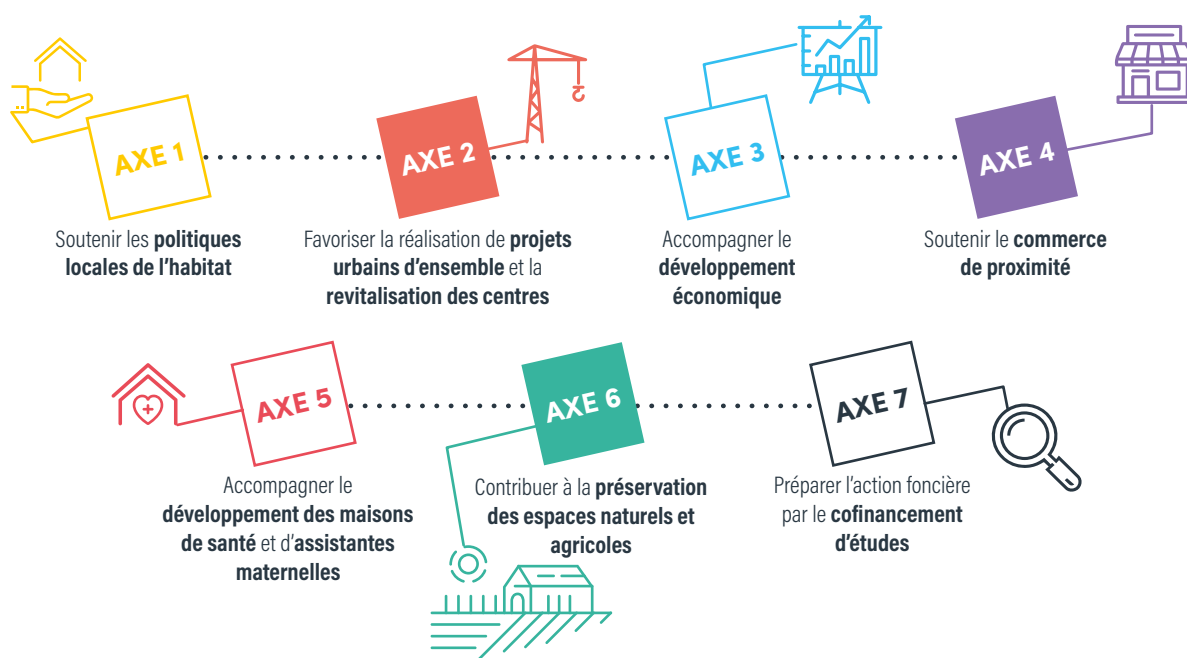 AXE 1
Soutenir les politiques
locales de l'habitat
AXE 2
Favoriser la réalisation de projets
urbains d'ensemble et la
revitalisation des centres
AXE 3
Accompagner le
développement
économique
AXE 4
Soutenir le commerce
de proximité
AXE 5
Accompagner le
développement des maisons
de santé et d'assistantes
maternelles
AXE 6
Contribuer à la préservation
des espaces naturels et
agricoles
AXE 7
Préparer l'action foncière
par le cofinancement
d'études